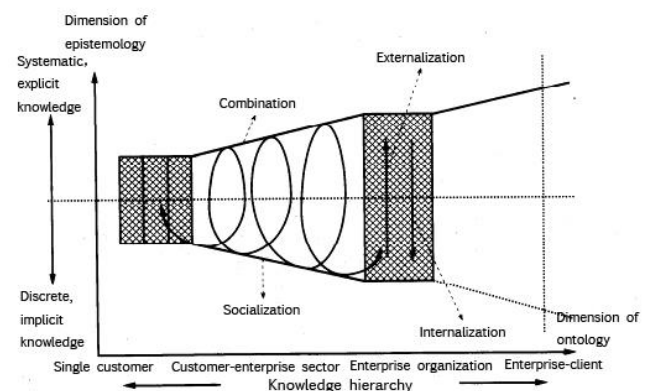 Dimension of
epistemology
Systematic,
explicit
knowledge
Externalization
Combination
Discrete,
implicit
knowledge
Socialization
Internalization
Dimension of
ontology
Single customer
Customer-enterprise sector
Enterprise organization
Enterprise-client
Knowledge hierarchy